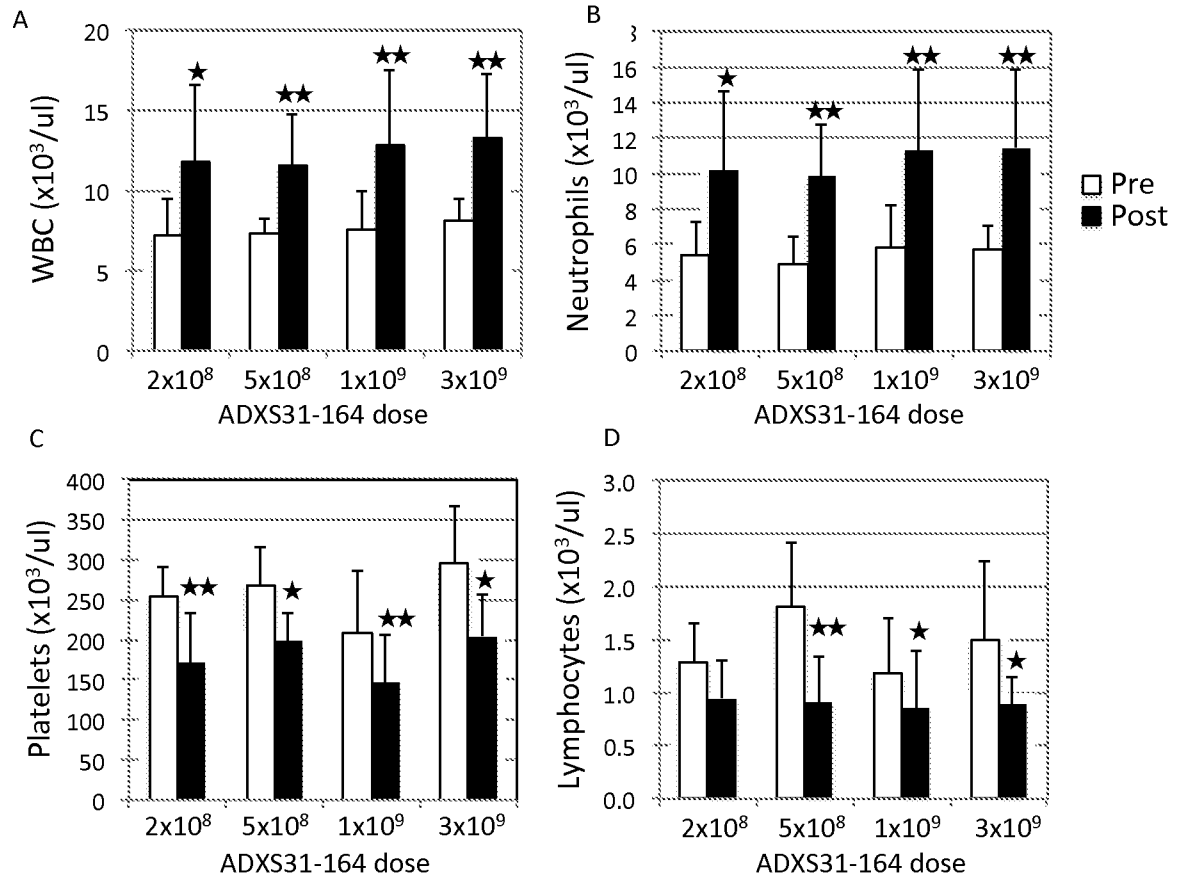 A
WBC (x10³/ul)
20
15
10
5
0
2x10⁸ 5x10⁸ 1x10⁹ 3x10⁹
ADXS31-164 dose
B
Neutrophils (x10³/ul)
16
14
12
10
8
6
4
2
0
2x10⁸ 5x10⁸ 1x10⁹ 3x10⁹
ADXS31-164 dose
Pre
Post
C
Platelets (x10³/ul)
400
350
300
250
200
150
100
50
0
2x10⁸ 5x10⁸ 1x10⁹ 3x10⁹
ADXS31-164 dose
D
Lymphocytes (x10³/ul)
3.0
2.5
2.0
1.5
1.0
0.5
0.0
2x10⁸ 5x10⁸ 1x10⁹ 3x10⁹
ADXS31-164 dose